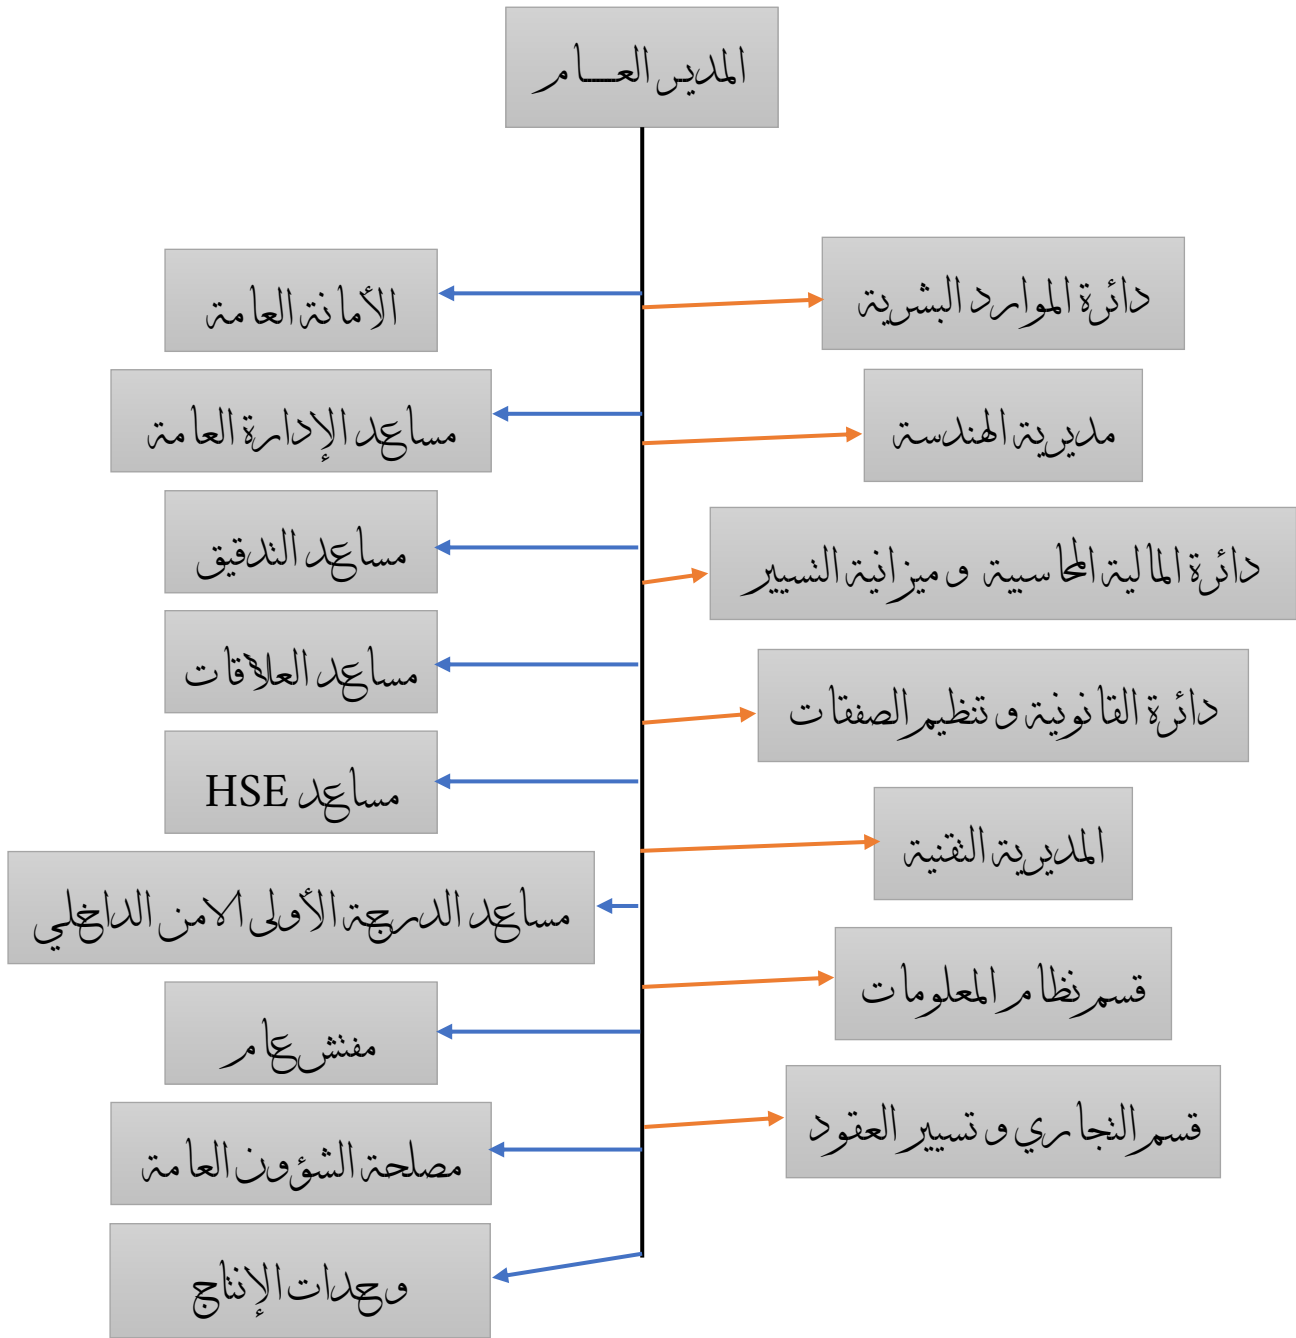 المدير العـــام
دائرة الموارد البشرية
الأمانة العامة
مديرية الهندسة
مساعد الإدارة العامة
دائرة المالية المحاسبية و ميزانية التسيير
مساعد التدقيق
دائرة القانونية و تنظيم الصفقات
مساعد العلاقات
المديرية التقنية
مساعد HSE
مساعد الدرجة الأولى الامن الداخلي
قسم نظام المعلومات
مفتش عام
قسم التجاري و تسيير العقود
مصلحة الشؤون العامة
وحدات الإنتاج